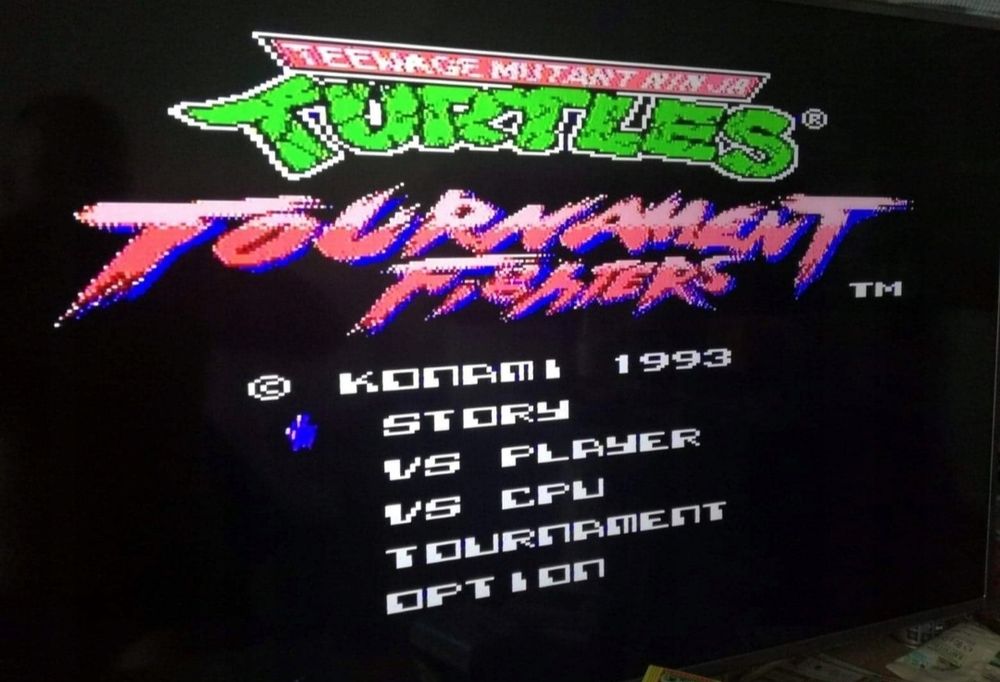 TEENAGE MUTANT NINJA
TURTLES®
TOURNAMENT
FIGHTERS
TM
© KONAMI 1993
STORY
VS PLAYER
VS CPU
TOURNAMENT
OPTION